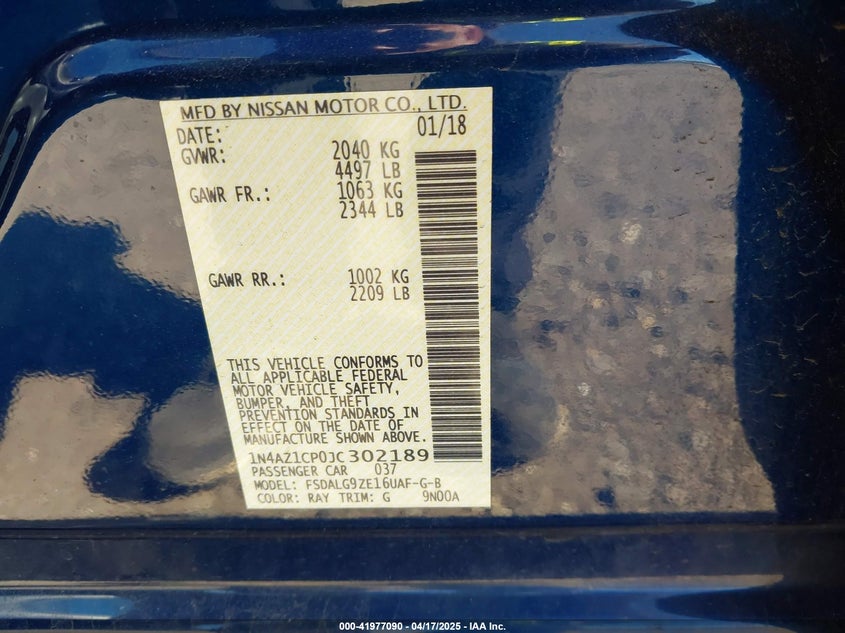 MFD BY NISSAN MOTOR CO., LTD.
DATE: 01/18
GVWR: 2040 KG
4497 LB
GAWR FR.: 1063 KG
2344 LB
GAWR RR.: 1002 KG
2209 LB
THIS VEHICLE CONFORMS TO
ALL APPLICABLE FEDERAL
MOTOR VEHICLE SAFETY,
BUMPER, AND THEFT
PREVENTION STANDARDS IN
EFFECT ON THE DATE OF
MANUFACTURE SHOWN ABOVE.
1N4AZ1CP0JC302189
PASSENGER CAR 037
MODEL: FSDALG9ZE16UAF-G-B
COLOR: RAY TRIM: G 9N00A
000-41977090 - 04/17/2025 - IAA Inc.